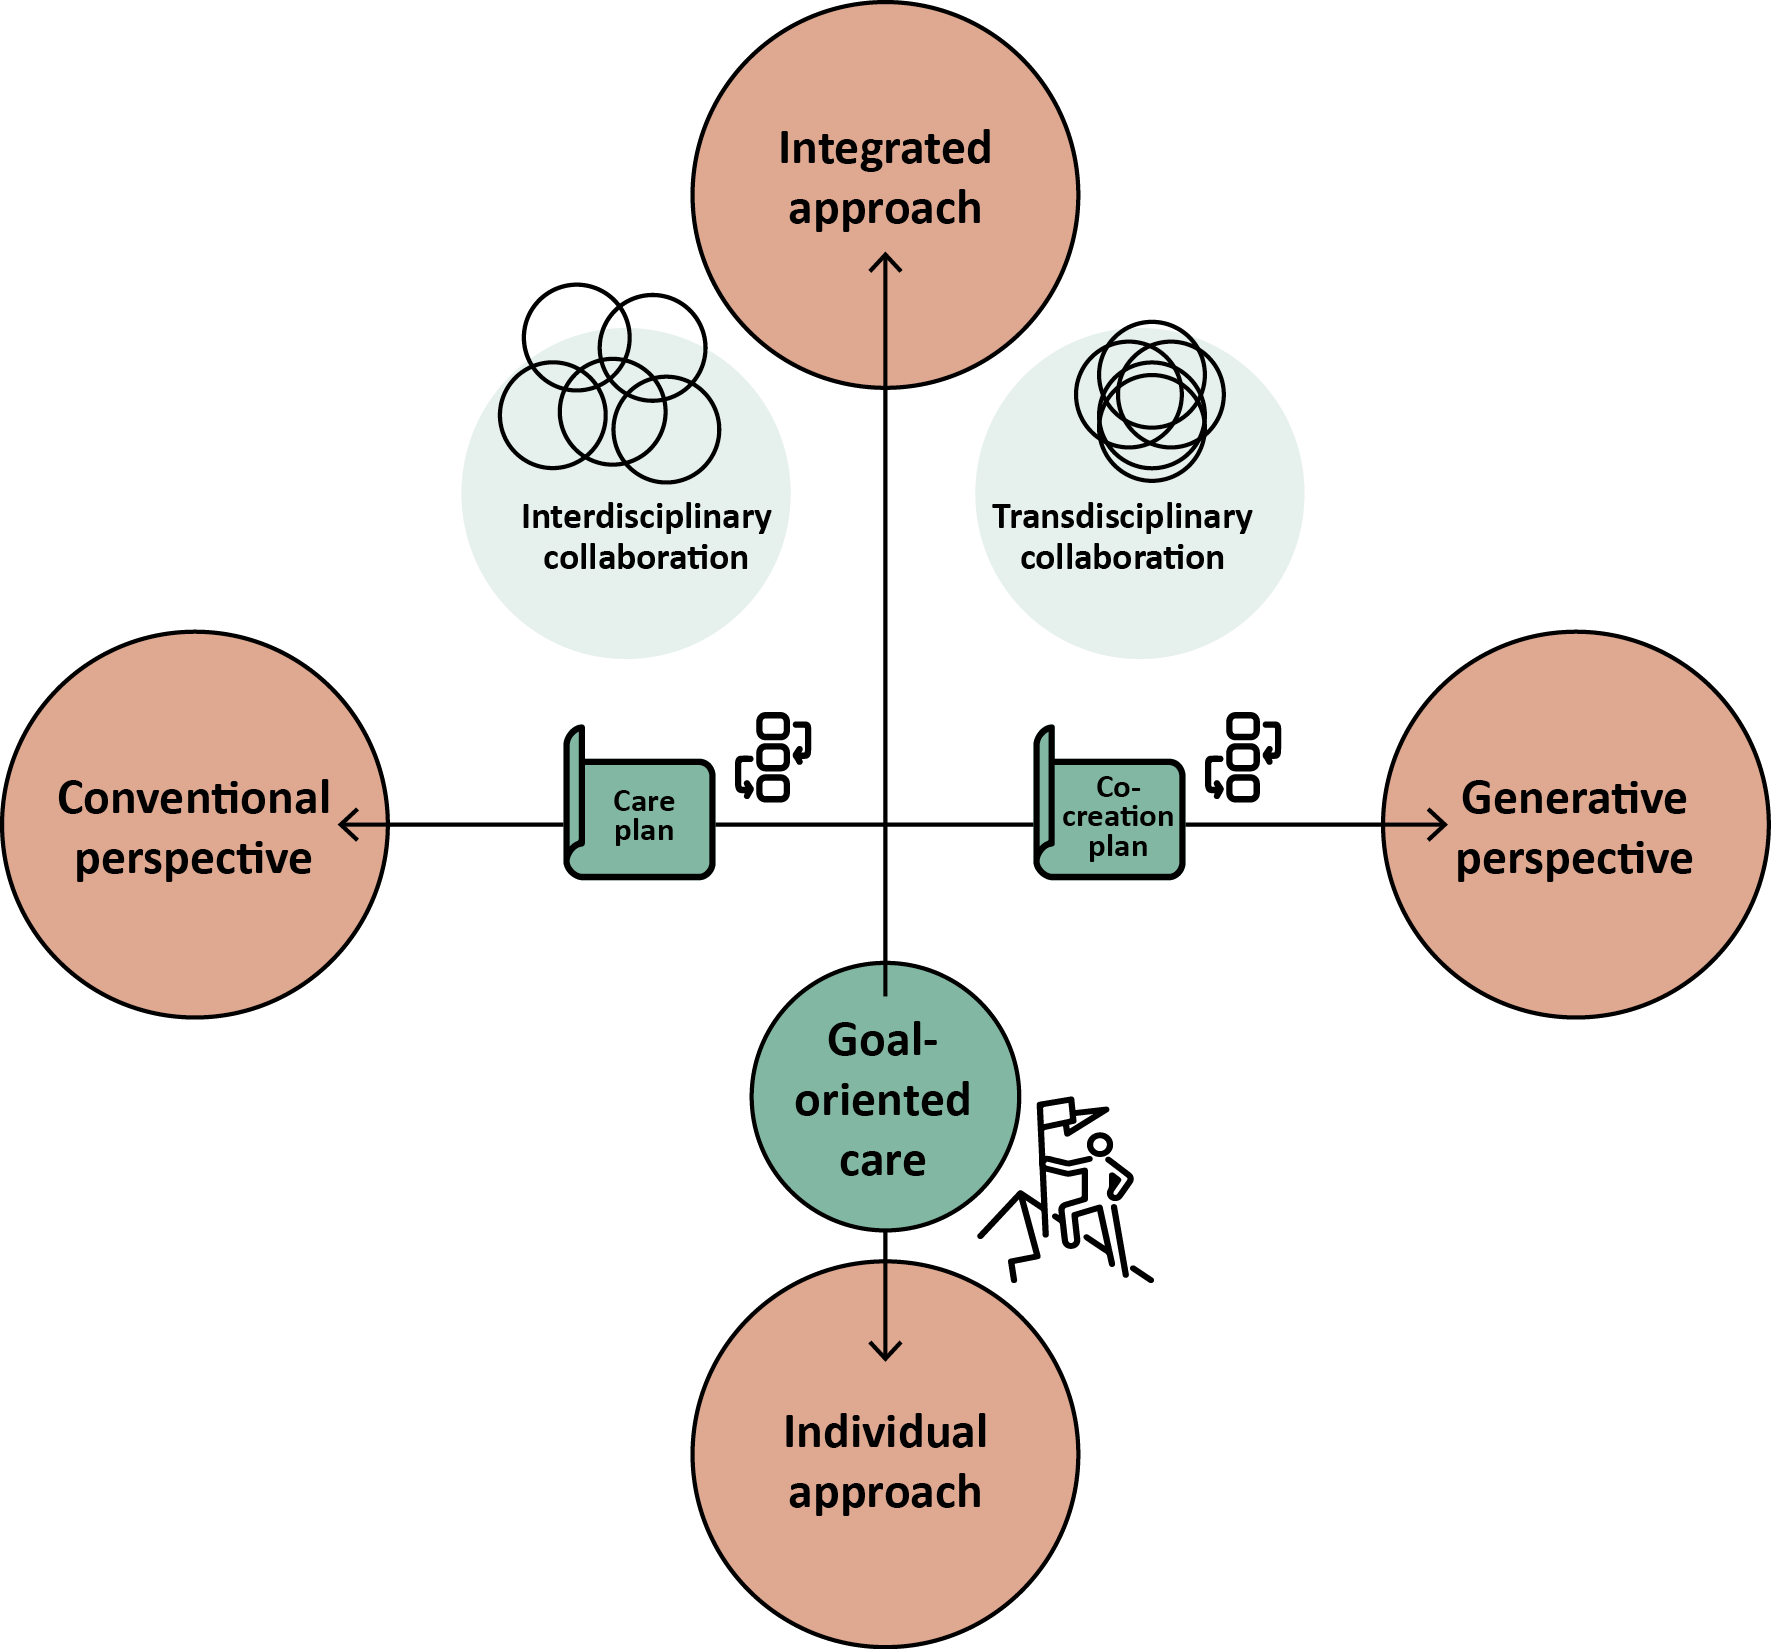 Integrated
approach
Interdisciplinary
collaboration
Transdisciplinary
collaboration
Conventional
perspective
Care
plan
Co-
creation
plan
Generative
perspective
Goal-
oriented
care
Individual
approach